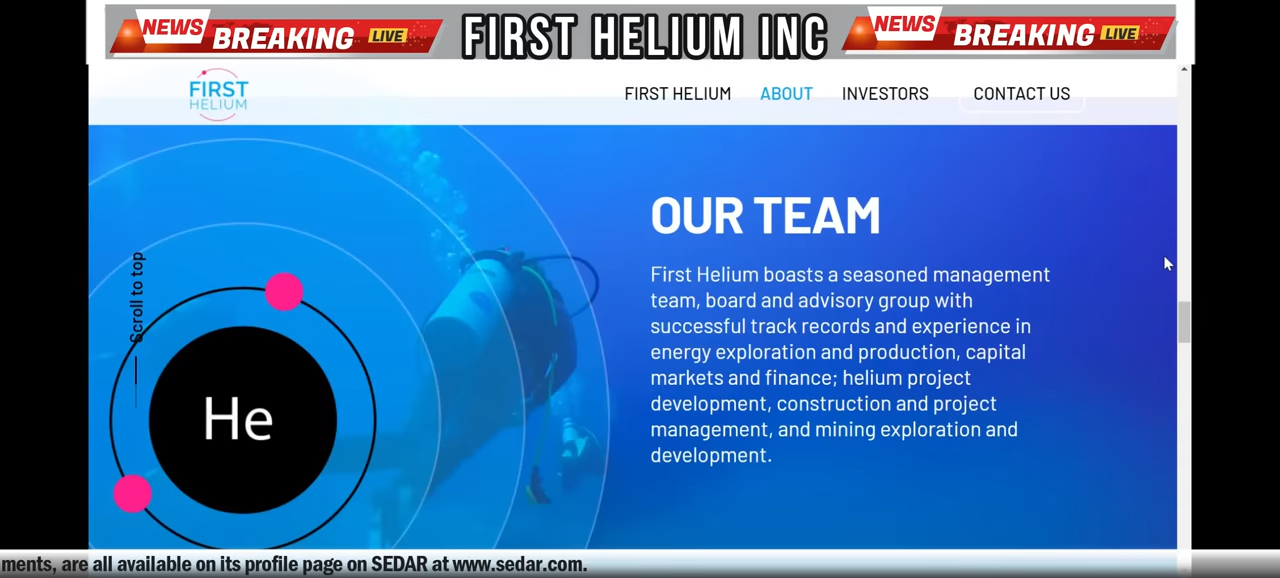 NEWS BREAKING LIVE FIRST HELIUM INC NEWS BREAKING LIVE
FIRST HELIUM
FIRST HELIUM ABOUT INVESTORS CONTACT US
OUR TEAM
First Helium boasts a seasoned management
team, board and advisory group with
successful track records and experience in
energy exploration and production, capital
markets and finance; helium project
development, construction and project
management, and mining exploration and
development.
Scroll to top
He
ments, are all available on its profile page on SEDAR at www.sedar.com.